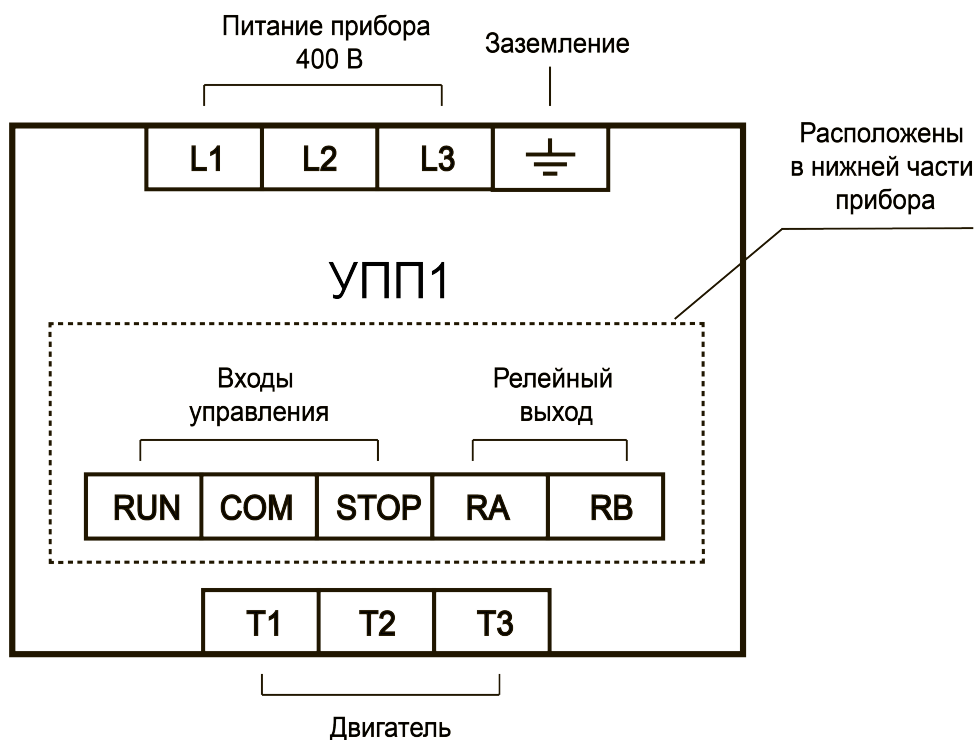 Питание прибора
400 В
Заземление
Расположены
в нижней части
прибора
L1 L2 L3
УПП1
Входы
управления
Релейный
выход
RUN COM STOP RA RB
T1 T2 T3
Двигатель